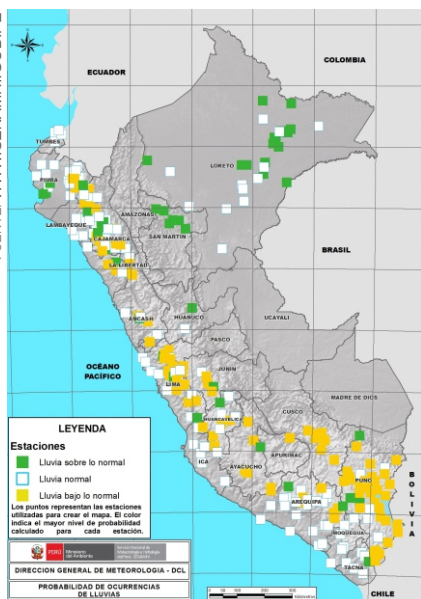 ECUADOR
COLOMBIA
TUMBES
PIURA
LORETO
LAMBAYEQUE
AMAZONAS
CAJAMARCA
SAN MARTIN
LA LIBERTAD
BRASIL
ANCASH
HUANUCO
UCAYALI
PASCO
OCÉANO
PACÍFICO
JUNIN
LIMA
MADRE DE DIOS
CUSCO
HUANCAVELICA
ICA
AYACUCHO
APURIMAC
PUNO
AREQUIPA
BOLIVIA
MOQUEGUA
TACNA
CHILE
LEYENDA
Estaciones
Lluvia sobre lo normal
Lluvia normal
Lluvia bajo lo normal
Los puntos representan las estaciones
utilizadas para crear el mapa. El color
indica el mayor nivel de probabilidad
calculado para cada estación.
PERÚ
Ministerio
del Ambiente
DIRECCION GENERAL DE METEOROLOGIA - DCL
PROBABILIDAD DE OCURRENCIAS
DE LLUVIAS